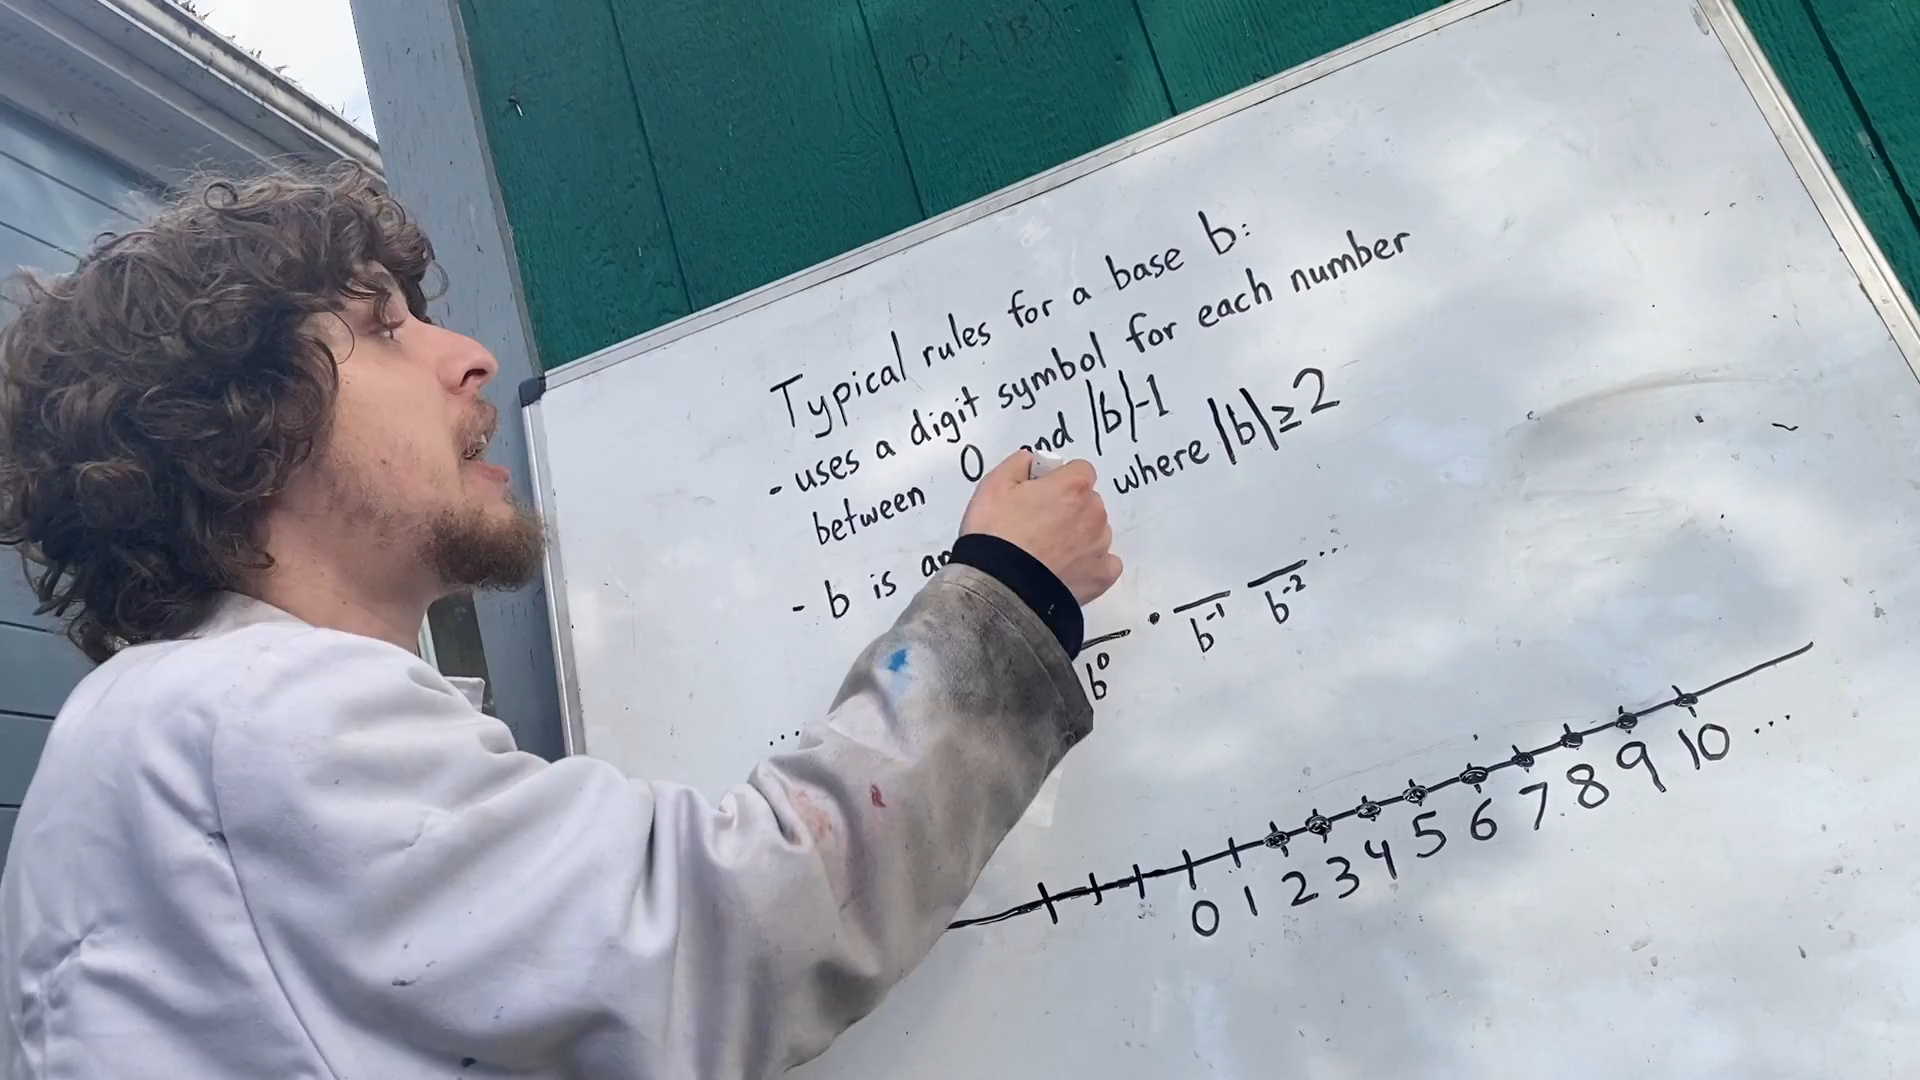 P(A|B)
Typical rules for a base b:
- uses a digit symbol for each number
between 0 and |b|-1
- b is an where |b|≥2
... b⁰ . b⁻¹ b⁻² ...
0 1 2 3 4 5 6 7 8 9 10 ...